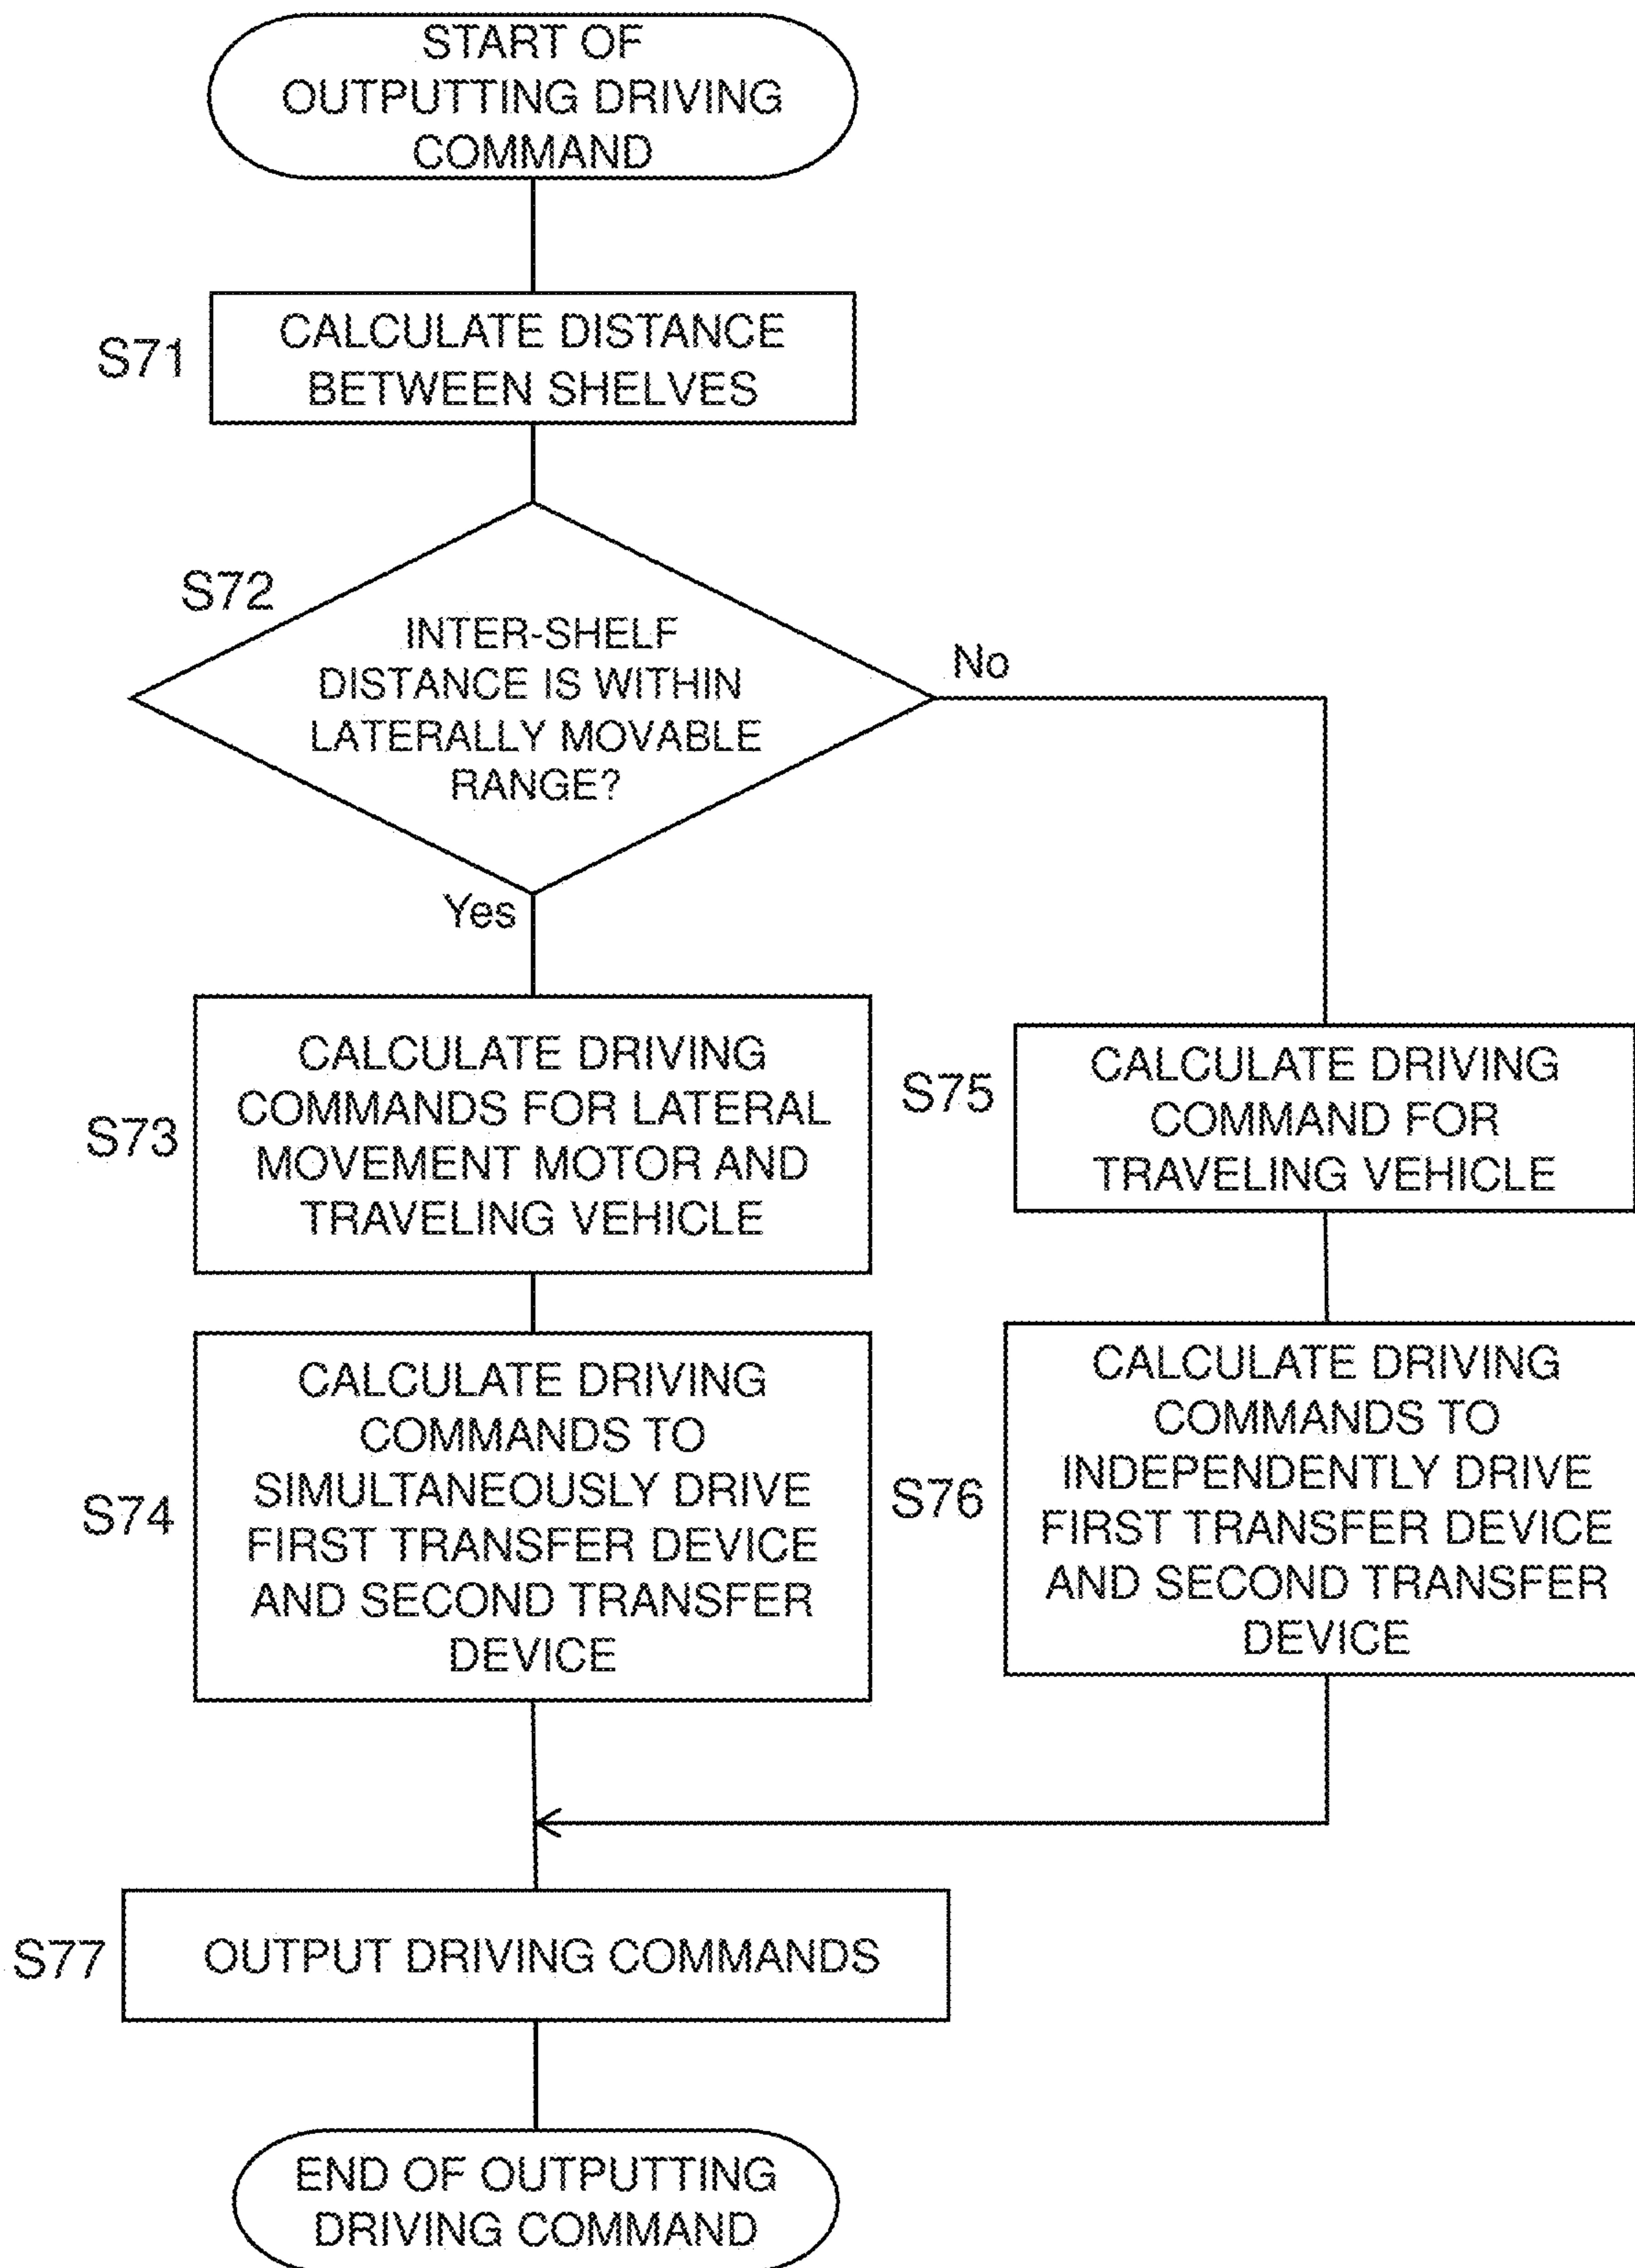 START OF
OUTPUTTING DRIVING
COMMAND
S71
CALCULATE DISTANCE
BETWEEN SHELVES
S72
INTER-SHELF
DISTANCE IS WITHIN
LATERALLY MOVABLE
RANGE?
No
Yes
S73
CALCULATE DRIVING
COMMANDS FOR LATERAL
MOVEMENT MOTOR AND
TRAVELING VEHICLE
S75
CALCULATE DRIVING
COMMAND FOR
TRAVELING VEHICLE
S74
CALCULATE DRIVING
COMMANDS TO
SIMULTANEOUSLY DRIVE
FIRST TRANSFER DEVICE
AND SECOND TRANSFER
DEVICE
S76
CALCULATE DRIVING
COMMANDS TO
INDEPENDENTLY DRIVE
FIRST TRANSFER DEVICE
AND SECOND TRANSFER
DEVICE
S77
OUTPUT DRIVING COMMANDS
END OF OUTPUTTING
DRIVING COMMAND